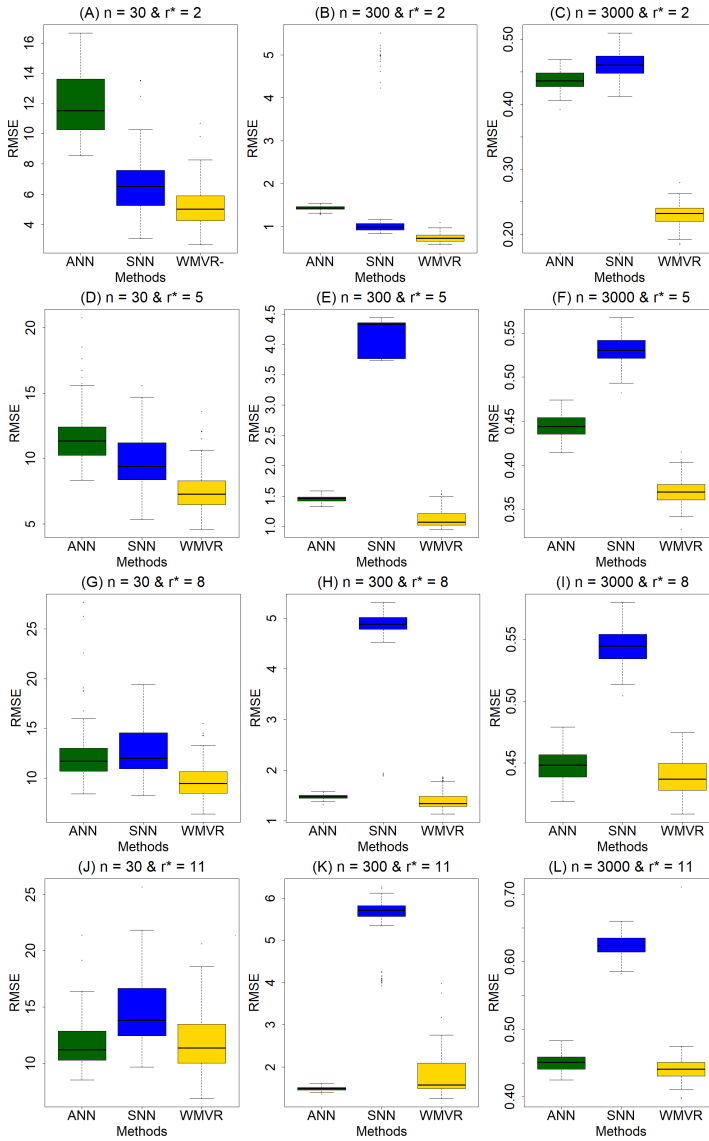 (A) n = 30 & r* = 2
RMSE
16
14
12
10
8
6
4
ANN SNN WMVR-
Methods
(B) n = 300 & r* = 2
RMSE
5
4
3
2
1
ANN SNN WMVR
Methods
(C) n = 3000 & r* = 2
RMSE
0.50
0.40
0.30
0.20
ANN SNN WMVR
Methods
(D) n = 30 & r* = 5
RMSE
20
15
10
5
ANN SNN WMVR
Methods
(E) n = 300 & r* = 5
RMSE
4.5
4.0
3.5
3.0
2.5
2.0
1.5
1.0
ANN SNN WMVR
Methods
(F) n = 3000 & r* = 5
RMSE
0.55
0.50
0.45
0.40
0.35
ANN SNN WMVR
Methods
(G) n = 30 & r* = 8
RMSE
25
20
15
10
ANN SNN WMVR
Methods
(H) n = 300 & r* = 8
RMSE
5
4
3
2
1
ANN SNN WMVR
Methods
(I) n = 3000 & r* = 8
RMSE
0.55
0.50
0.45
ANN SNN WMVR
Methods
(J) n = 30 & r* = 11
RMSE
25
20
15
10
ANN SNN WMVR
Methods
(K) n = 300 & r* = 11
RMSE
6
5
4
3
2
ANN SNN WMVR
Methods
(L) n = 3000 & r* = 11
RMSE
0.70
0.60
0.50
0.40
ANN SNN WMVR
Methods